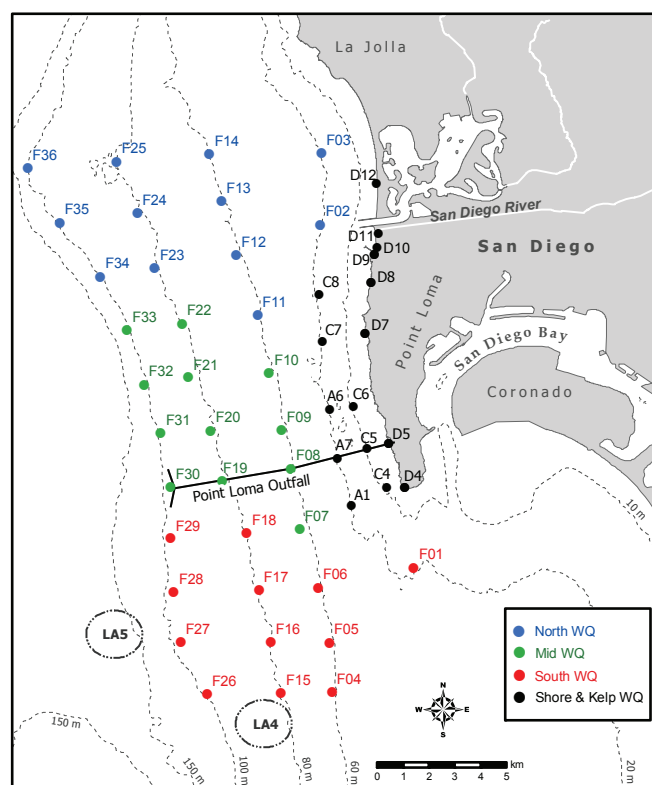 La Jolla
F03
F14
F25
F36
D12
F13
F24
San Diego River
F02
F35
D11
San Diego
D10
F12
D9
F23
F34
D8
C8
Point Loma
F11
F22
F33
D7
C7
San Diego Bay
F10
F21
F32
Coronado
A6
C6
F09
F20
F31
D5
C5
A7
F08
F19
F30
Point Loma Outfall
C4
D4
A1
10 m
F18
F07
F29
F01
F06
F17
F28
LA5
F27
F16
F05
North WQ
Mid WQ
South WQ
Shore & Kelp WQ
F26
F15
F04
LA4
N
W
E
S
150 m
150 m
100 m
80 m
60 m
20 m
km
0 1 2 3 4 5